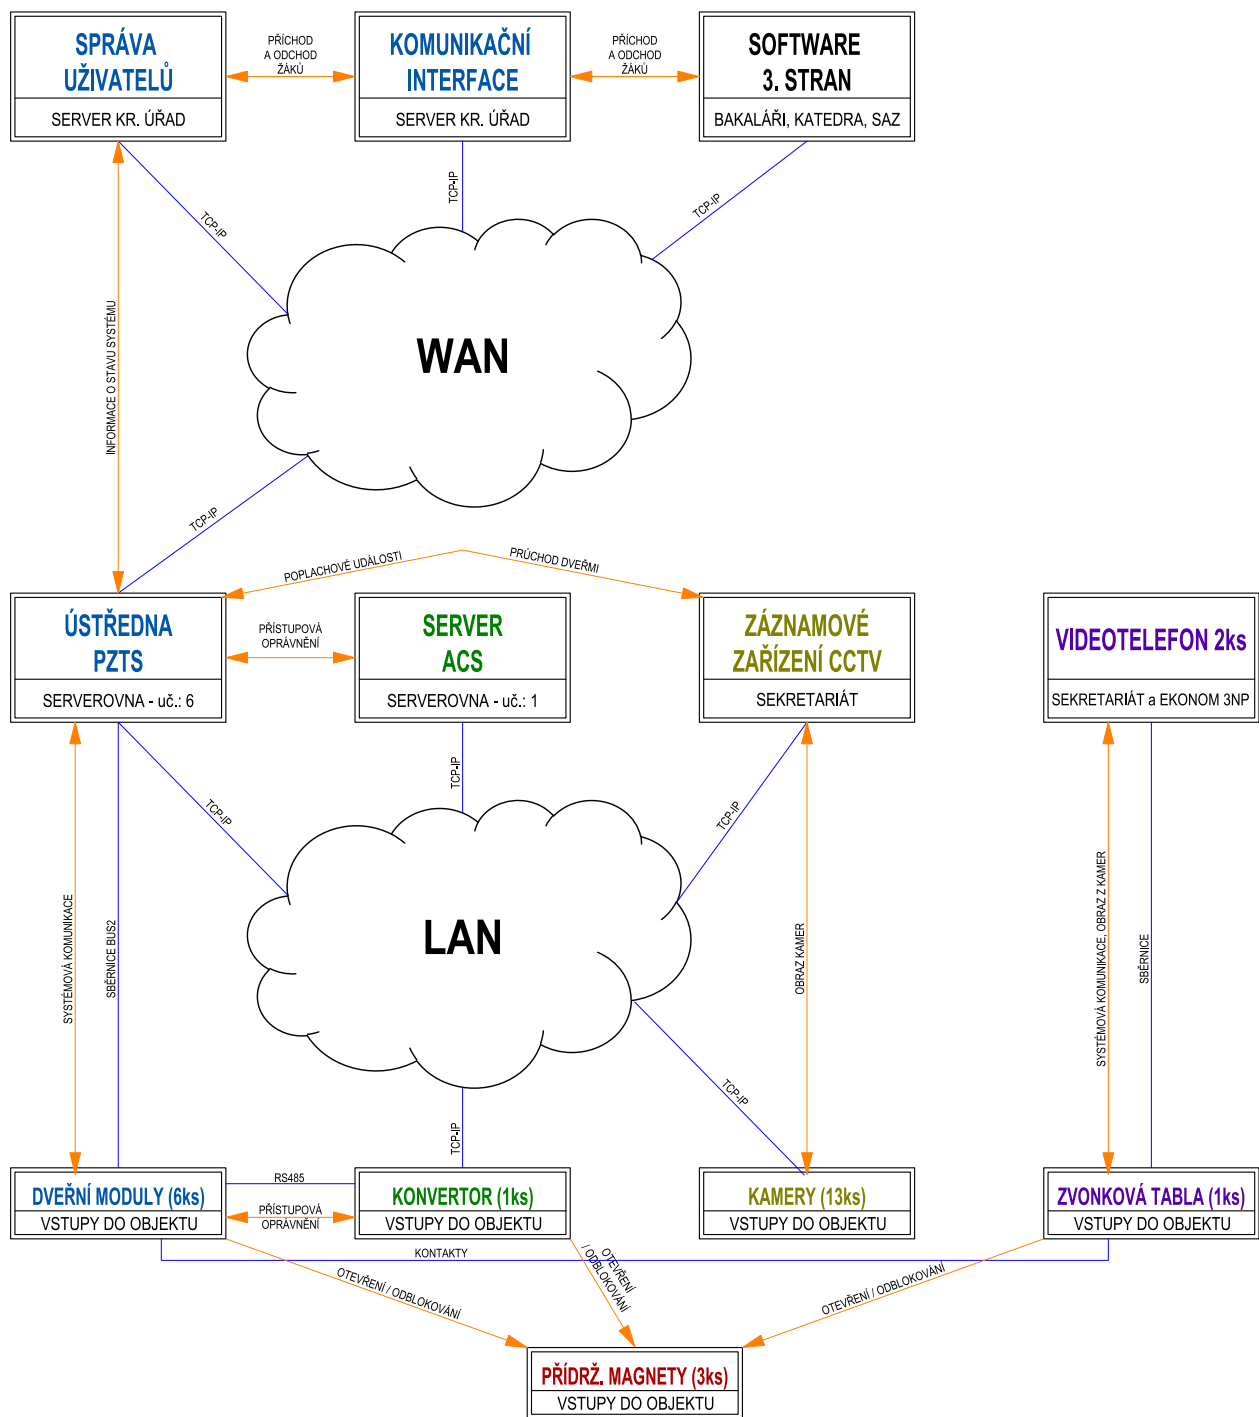 SPRÁVA
UŽIVATELŮ
SERVER KR. ÚŘAD
PŘÍCHOD
A ODCHOD
ŽÁKŮ
KOMUNIKAČNÍ
INTERFACE
SERVER KR. ÚŘAD
PŘÍCHOD
A ODCHOD
ŽÁKŮ
SOFTWARE
3. STRAN
BAKALÁŘI, KATEDRA, SAZ
TCP-IP
TCP-IP
TCP-IP
INFORMACE O STAVU SYSTÉMU
WAN
TCP-IP
POPLACHOVÉ UDÁLOSTI
PRŮCHOD DVEŘMI
ÚSTŘEDNA
PZTS
SERVEROVNA - uč.: 6
PŘÍSTUPOVÁ
OPRÁVNĚNÍ
SERVER
ACS
SERVEROVNA - uč.: 1
ZÁZNAMOVÉ
ZAŘÍZENÍ CCTV
SEKRETARIÁT
VIDEOTELEFON 2ks
SEKRETARIÁT a EKONOM 3NP
TCP-IP
TCP-IP
TCP-IP
SYSTÉMOVÁ KOMUNIKACE
SBĚRNICE BUS2
LAN
OBRAZ KAMER
SYSTÉMOVÁ KOMUNIKACE, OBRAZ Z KAMER
SBĚRNICE
TCP-IP
TCP-IP
DVEŘNÍ MODULY (6ks)
VSTUPY DO OBJEKTU
RS485
PŘÍSTUPOVÁ
OPRÁVNĚNÍ
KONVERTOR (1ks)
VSTUPY DO OBJEKTU
KAMERY (13ks)
VSTUPY DO OBJEKTU
ZVONKOVÁ TABLA (1ks)
VSTUPY DO OBJEKTU
KONTAKTY
OTEVŘENÍ / ODBLOKOVÁNÍ
OTEVŘENÍ
/ ODBLOKOVÁNÍ
OTEVŘENÍ / ODBLOKOVÁNÍ
PŘÍDRŽ. MAGNETY (3ks)
VSTUPY DO OBJEKTU